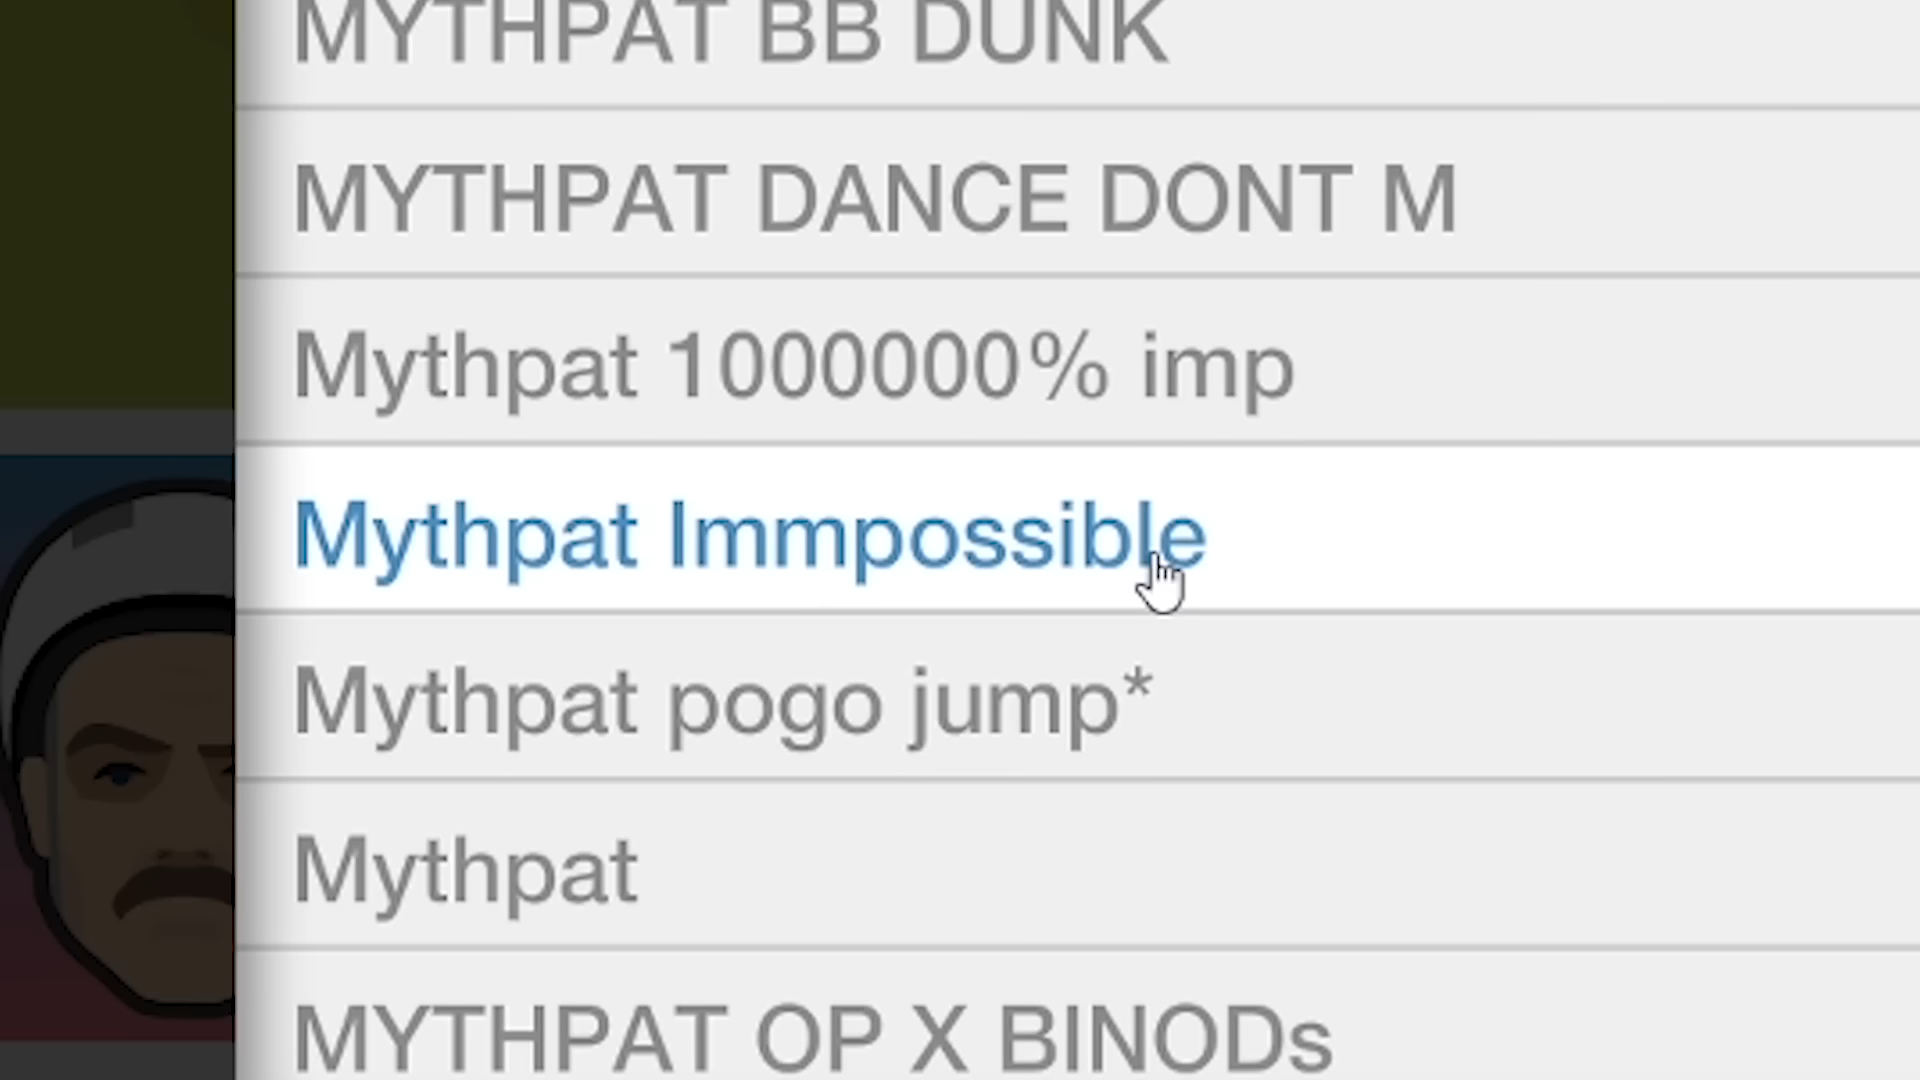 MYTHPAT BB DUNK
MYTHPAT DANCE DONT M
Mythpat 1000000% imp
Mythpat Immpossible
Mythpat pogo jump*
Mythpat
MYTHPAT OP X BINODs